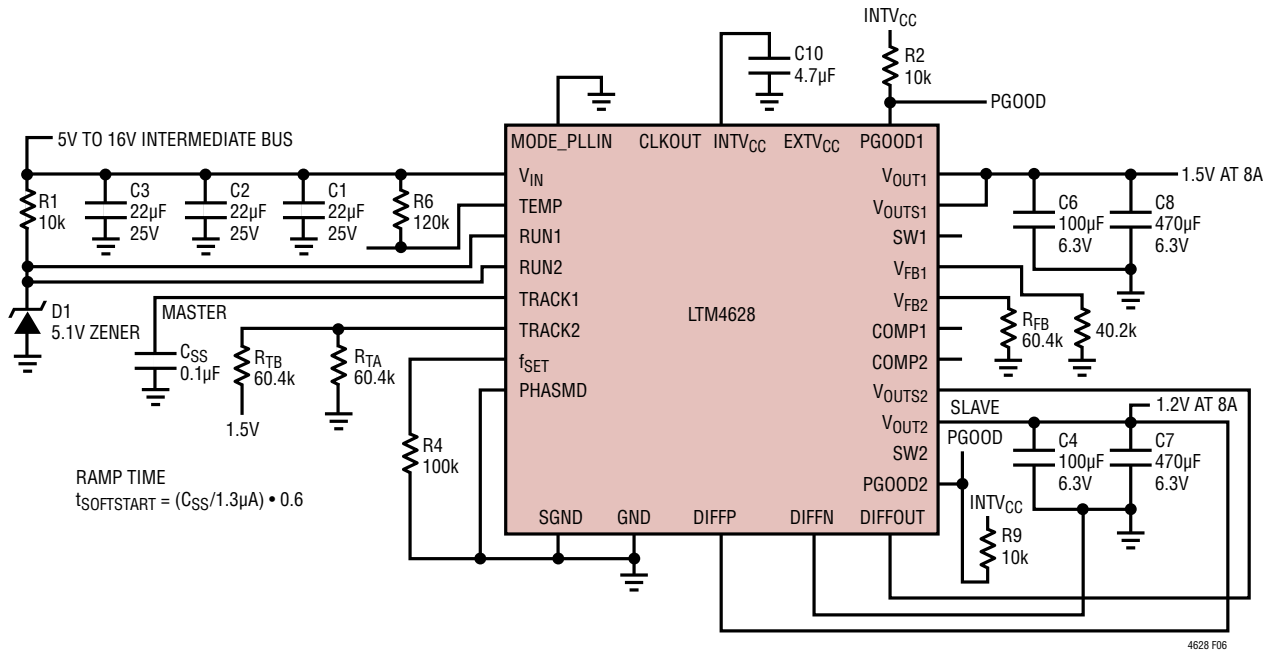 INTVCC
C10
4.7µF
R2
10k
PGOOD
5V TO 16V INTERMEDIATE BUS
MODE_PLLIN
CLKOUT
INTVCC
EXTVCC
PGOOD1
R1
10k
C3
22µF
25V
C2
22µF
25V
C1
22µF
25V
R6
120k
VIN
TEMP
RUN1
RUN2
TRACK1
TRACK2
fSET
PHASMD
LTM4628
VOUT1
VOUTS1
SW1
VFB1
VFB2
COMP1
COMP2
VOUTS2
VOUT2
SW2
PGOOD2
SGND
GND
DIFFP
DIFFN
DIFFOUT
1.5V AT 8A
C6
100µF
6.3V
C8
470µF
6.3V
D1
5.1V ZENER
MASTER
CSS
0.1µF
RTB
60.4k
1.5V
RTA
60.4k
R4
100k
RFB
60.4k
40.2k
SLAVE
1.2V AT 8A
PGOOD
C4
100µF
6.3V
C7
470µF
6.3V
INTVCC
R9
10k
RAMP TIME
tSOFTSTART = (CSS/1.3µA) • 0.6
4628 F06